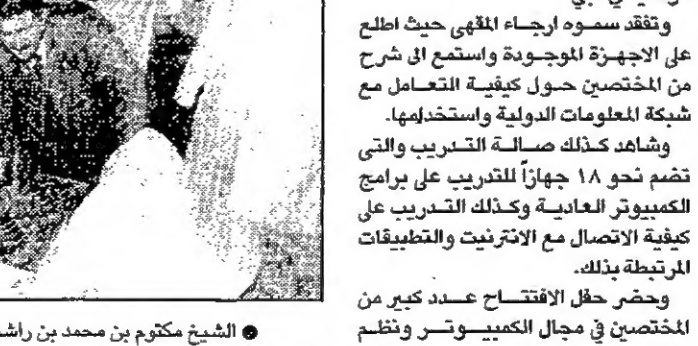 وتفقد سموه ارجاء المقهى حيث اطلع
على الاجهزة الموجودة واستمع الى شرح
من المختصين حول كيفية التعامل مع
شبكة المعلومات الدولية واستخدامها.
وشاهد كذلك صالة التدريب والتى
تضم نحو ١٨ جهازاً للتدريب على برامج
الكمبيوتر العادية وكذلك التدريب على
كيفية الاتصال مع الانترنيت والتطبيقات
المرتبطة بذلك.
وحضر حفل الافتتاح عدد كبير من
المختصين في مجال الكمبيوتر ونظم
● الشيخ مكتوم بن محمد بن راشد